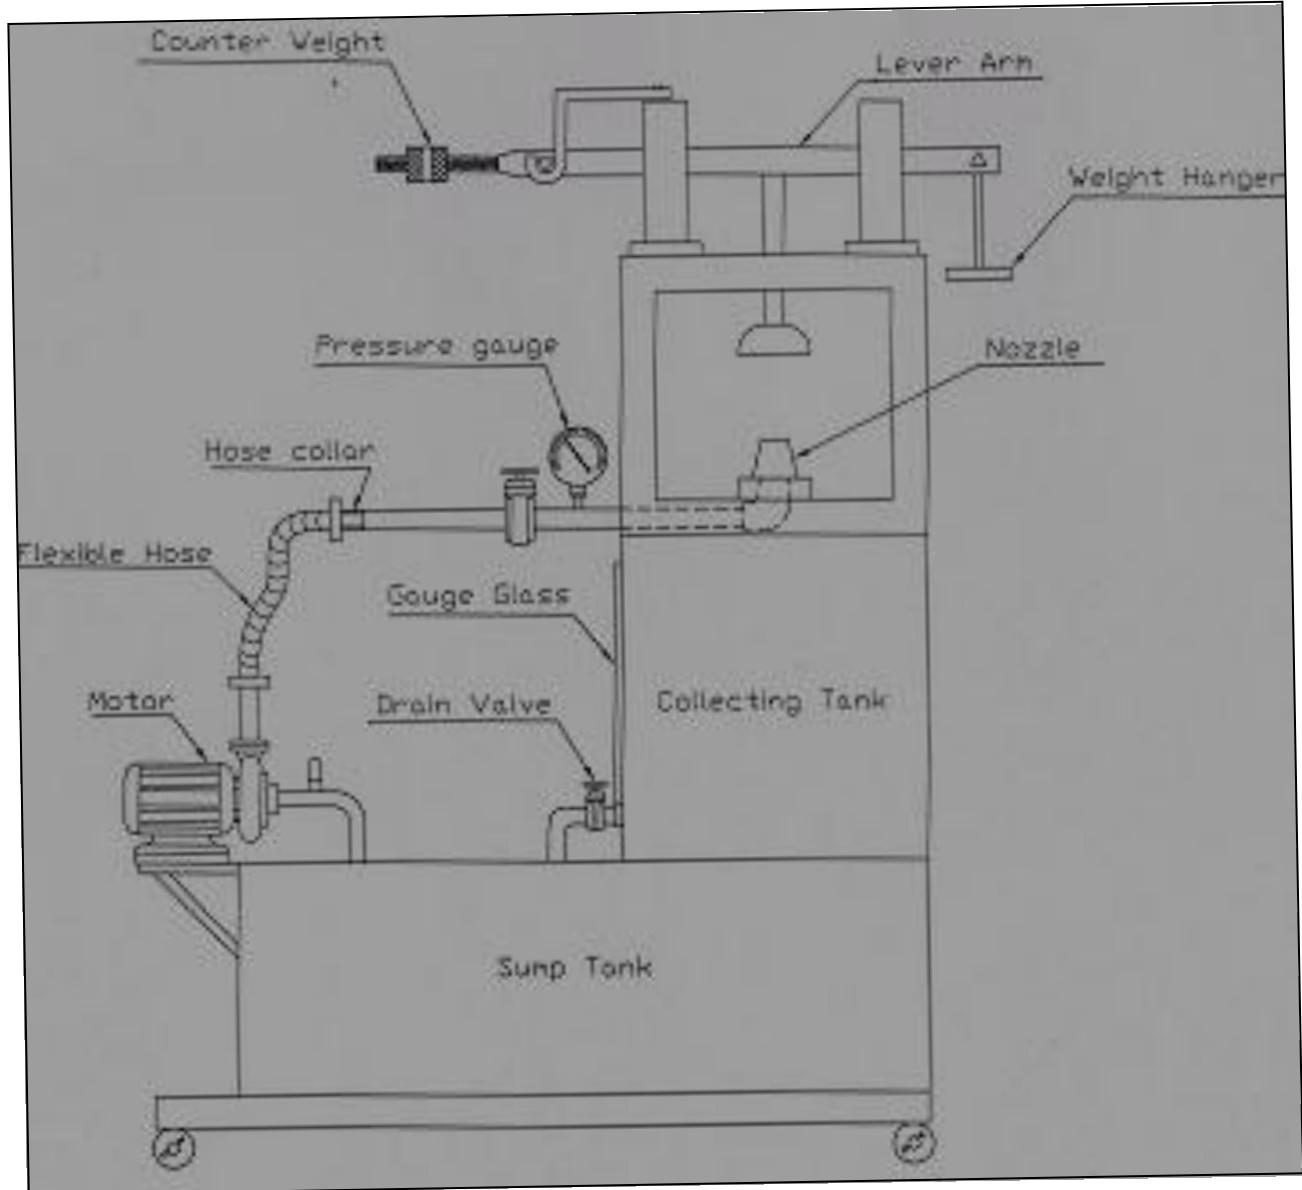 Counter Weight
Lever Arm
Weight Hanger
Pressure gauge
Nozzle
Hose collar
Flexible Hose
Gauge Glass
Motor
Drain Valve
Collecting Tank
Sump Tank